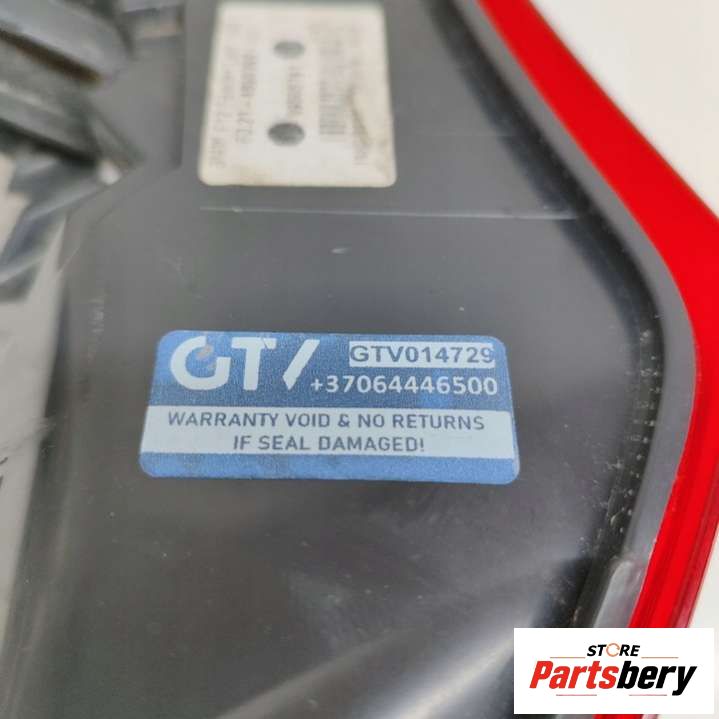 GTV
GTV014729
+37064446500
WARRANTY VOID & NO RETURNS
IF SEAL DAMAGED!
STORE
Partsbery